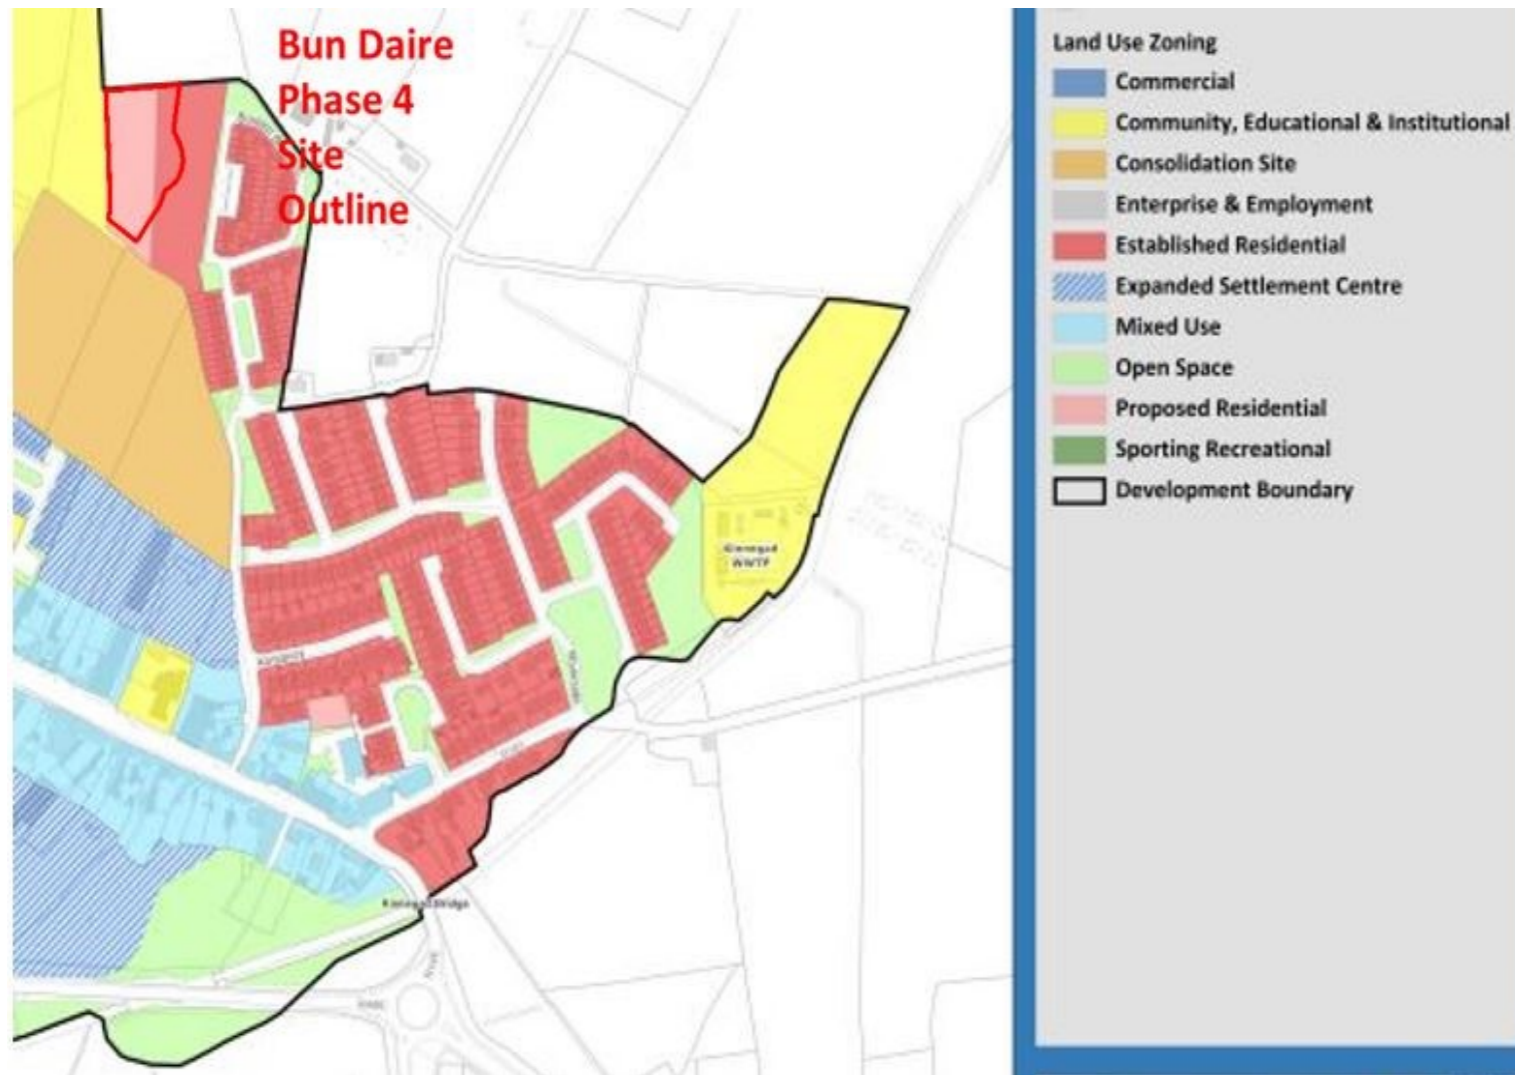 Bun Daire
Phase 4
Site
Outline
Kinnegad
WWTP
Land Use Zoning
Commercial
Community, Educational & Institutional
Consolidation Site
Enterprise & Employment
Established Residential
Expanded Settlement Centre
Mixed Use
Open Space
Proposed Residential
Sporting Recreational
Development Boundary